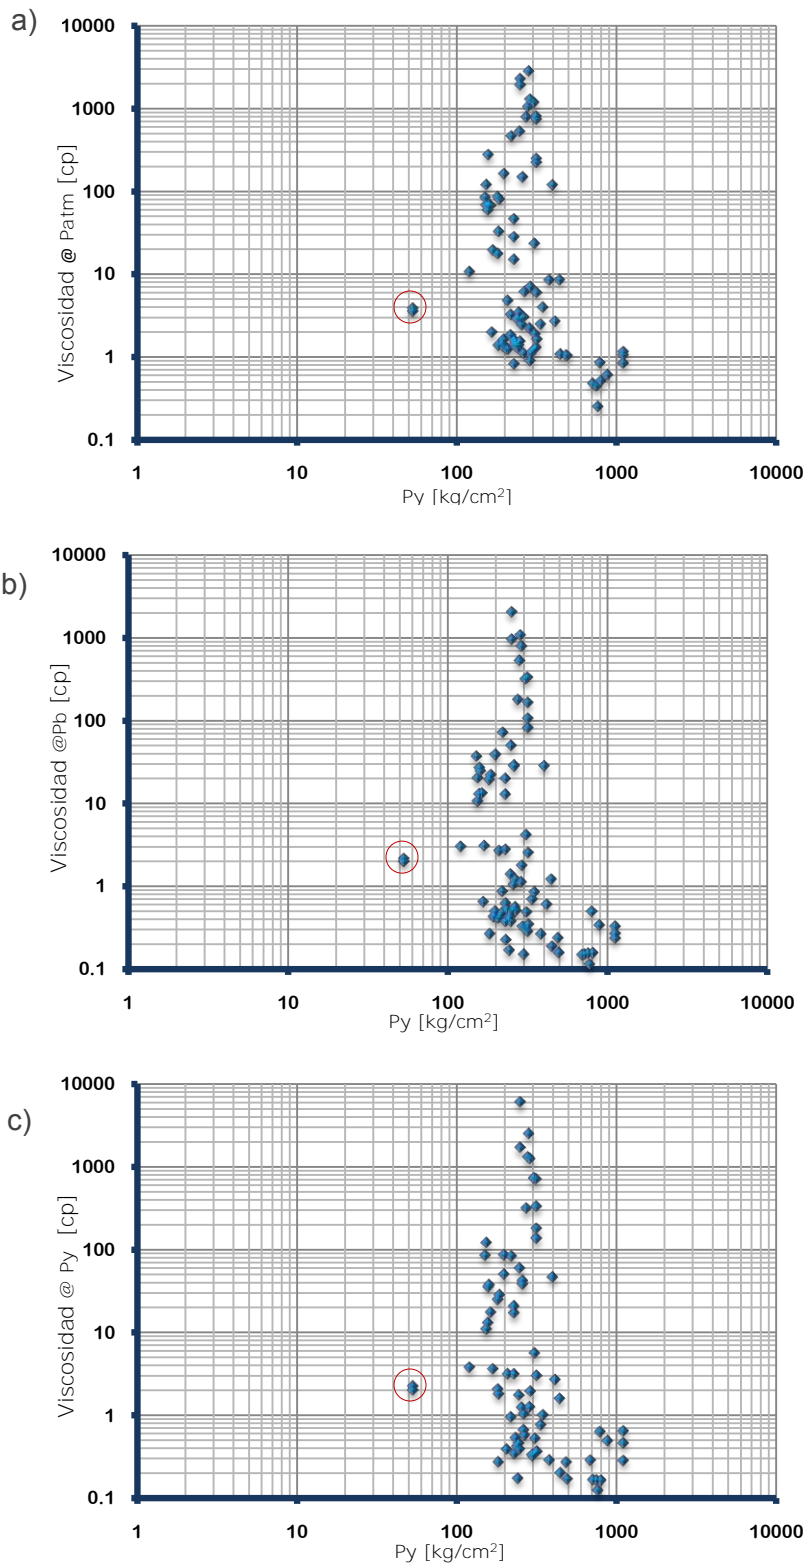 a)
Viscosidad @ Patm [cp]
10000
1000
100
10
1
0.1
1 10 100 1000 10000
Py [kg/cm²]
b)
Viscosidad @Pb [cp]
10000
1000
100
10
1
0.1
1 10 100 1000 10000
Py [kg/cm²]
c)
Viscosidad @ Py [cp]
10000
1000
100
10
1
0.1
1 10 100 1000 10000
Py [kg/cm²]